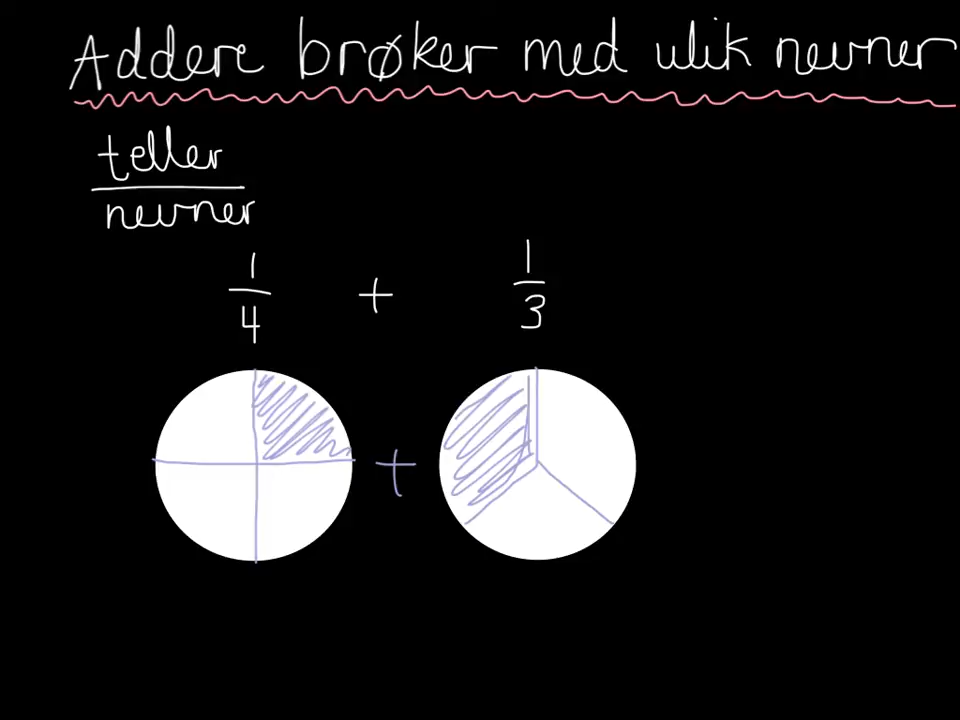 Addere brøker med ulik nevner
teller
nevner
1/4 + 1/3
+